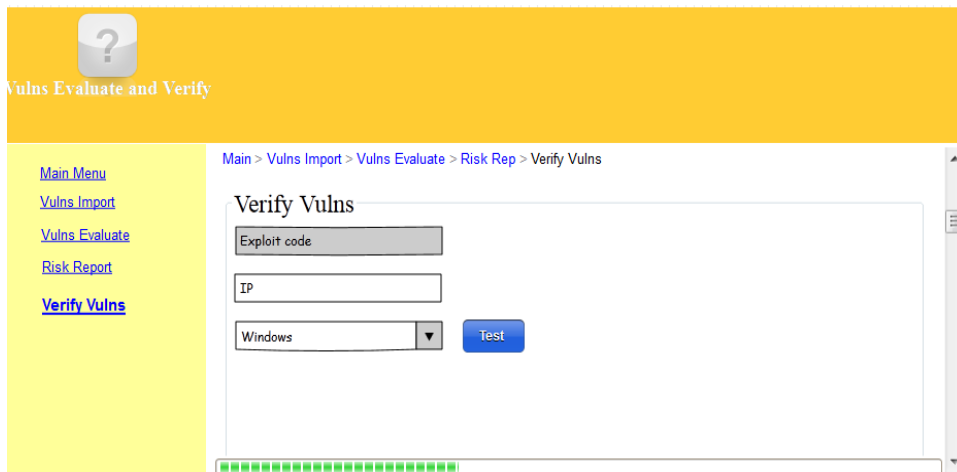 ?
Vulns Evaluate and Verify
Main Menu
Vulns Import
Vulns Evaluate
Risk Report
Verify Vulns
Main > Vulns Import > Vulns Evaluate > Risk Rep > Verify Vulns
Verify Vulns
Exploit code
IP
Windows
Test